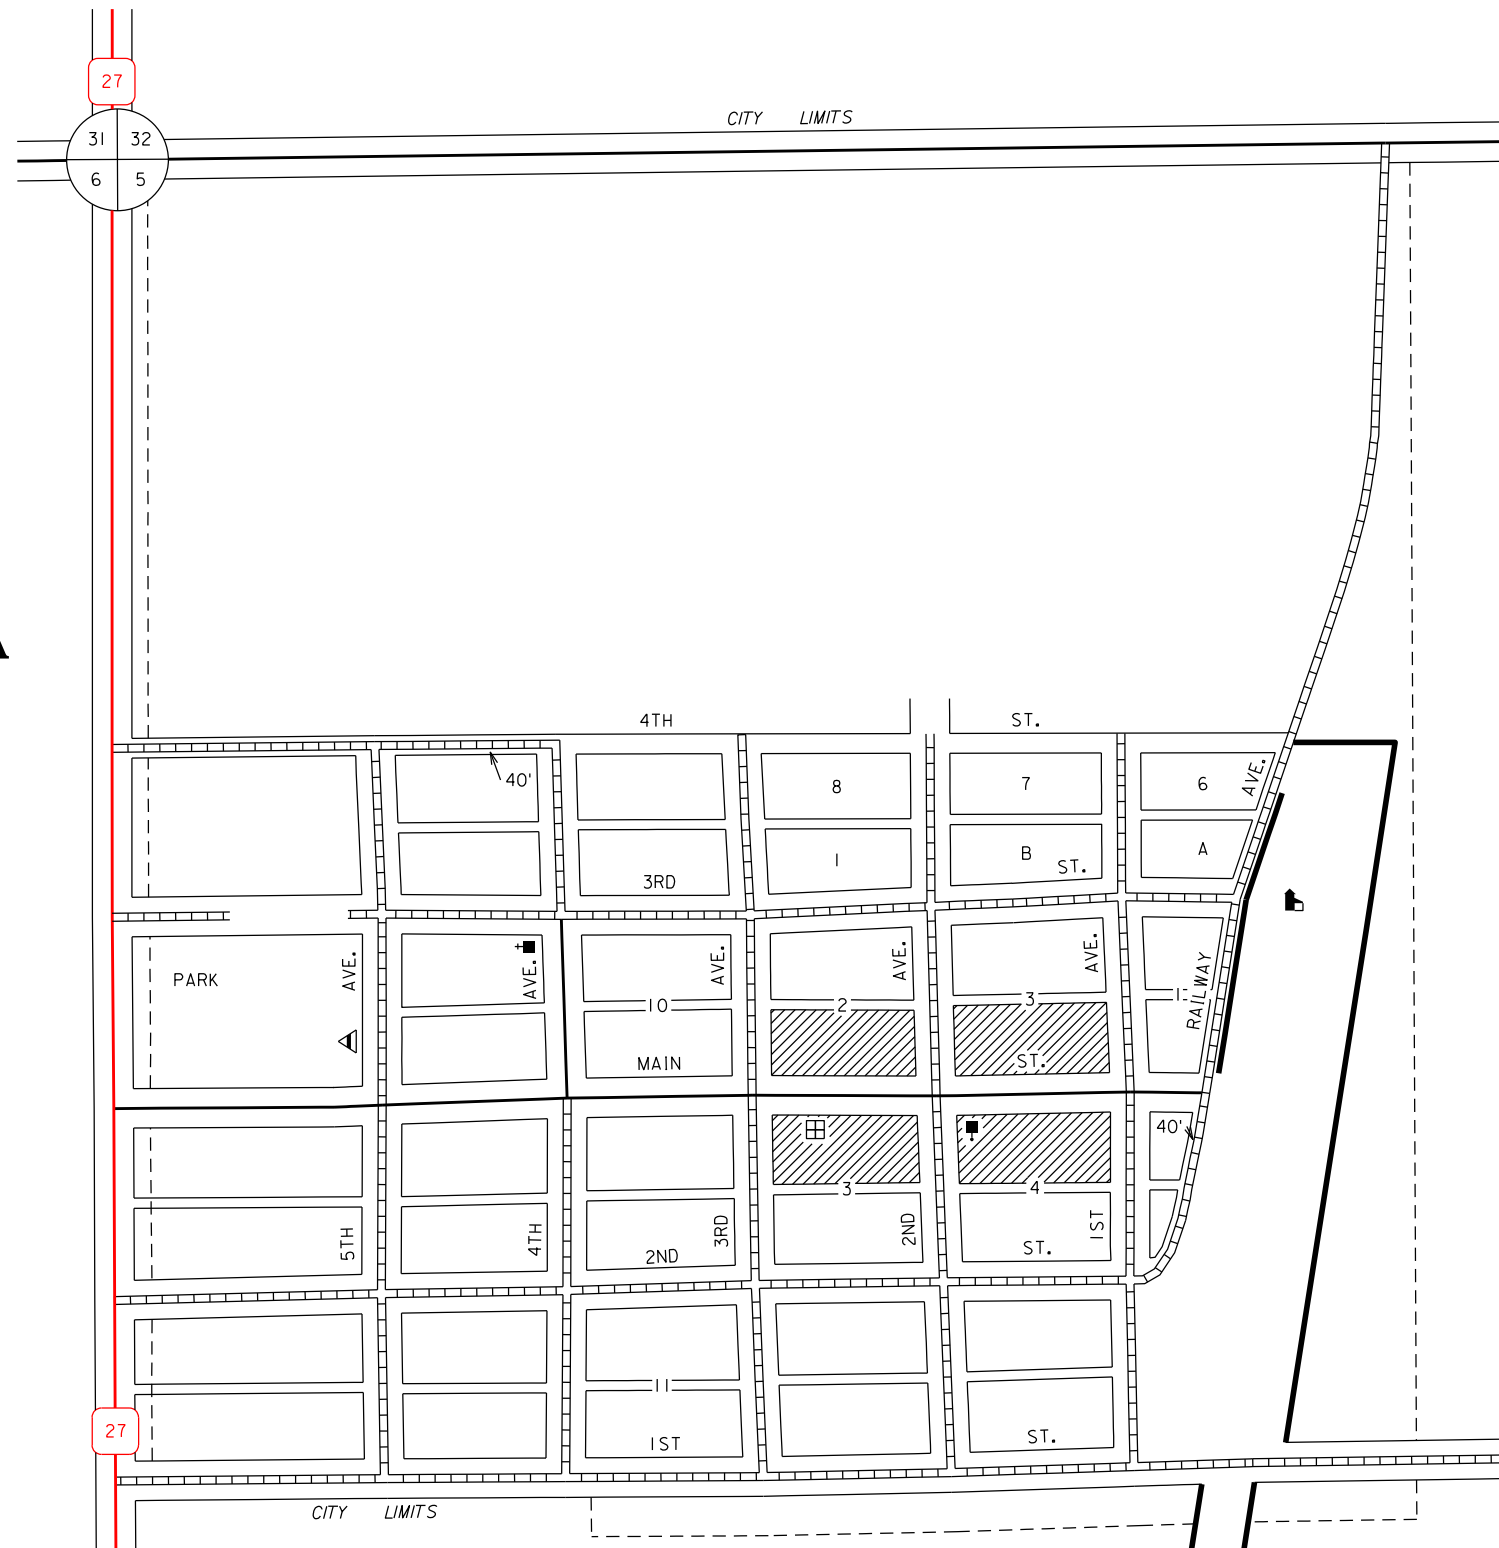 27
CITY LIMITS
31 32
6 5
4TH ST.
40'
8 7 6 AVE.
1 B A
3RD ST.
PARK AVE. AVE. AVE. AVE. AVE. RAILWAY
10 2 3 1
MAIN ST.
40'
3 4
5TH 4TH 3RD 2ND 1ST
2ND ST.
11
27
1ST ST.
CITY LIMITS